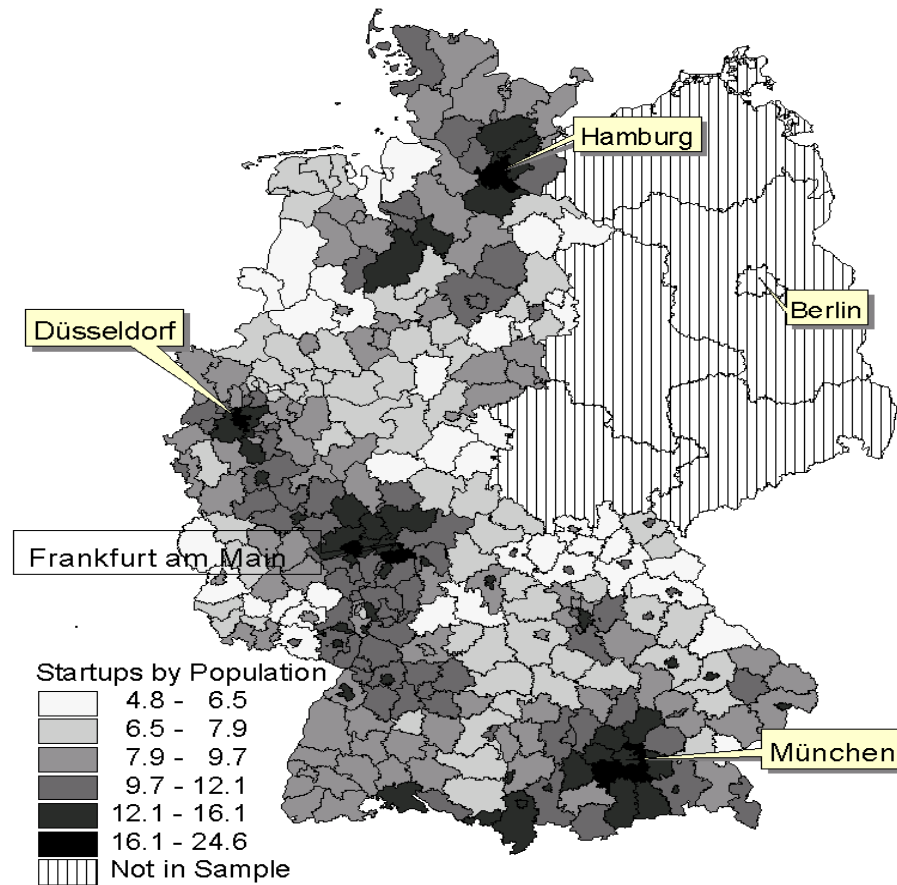 Hamburg
Berlin
Düsseldorf
Frankfurt am Main
München
Startups by Population
4.8 - 6.5
6.5 - 7.9
7.9 - 9.7
9.7 - 12.1
12.1 - 16.1
16.1 - 24.6
Not in Sample